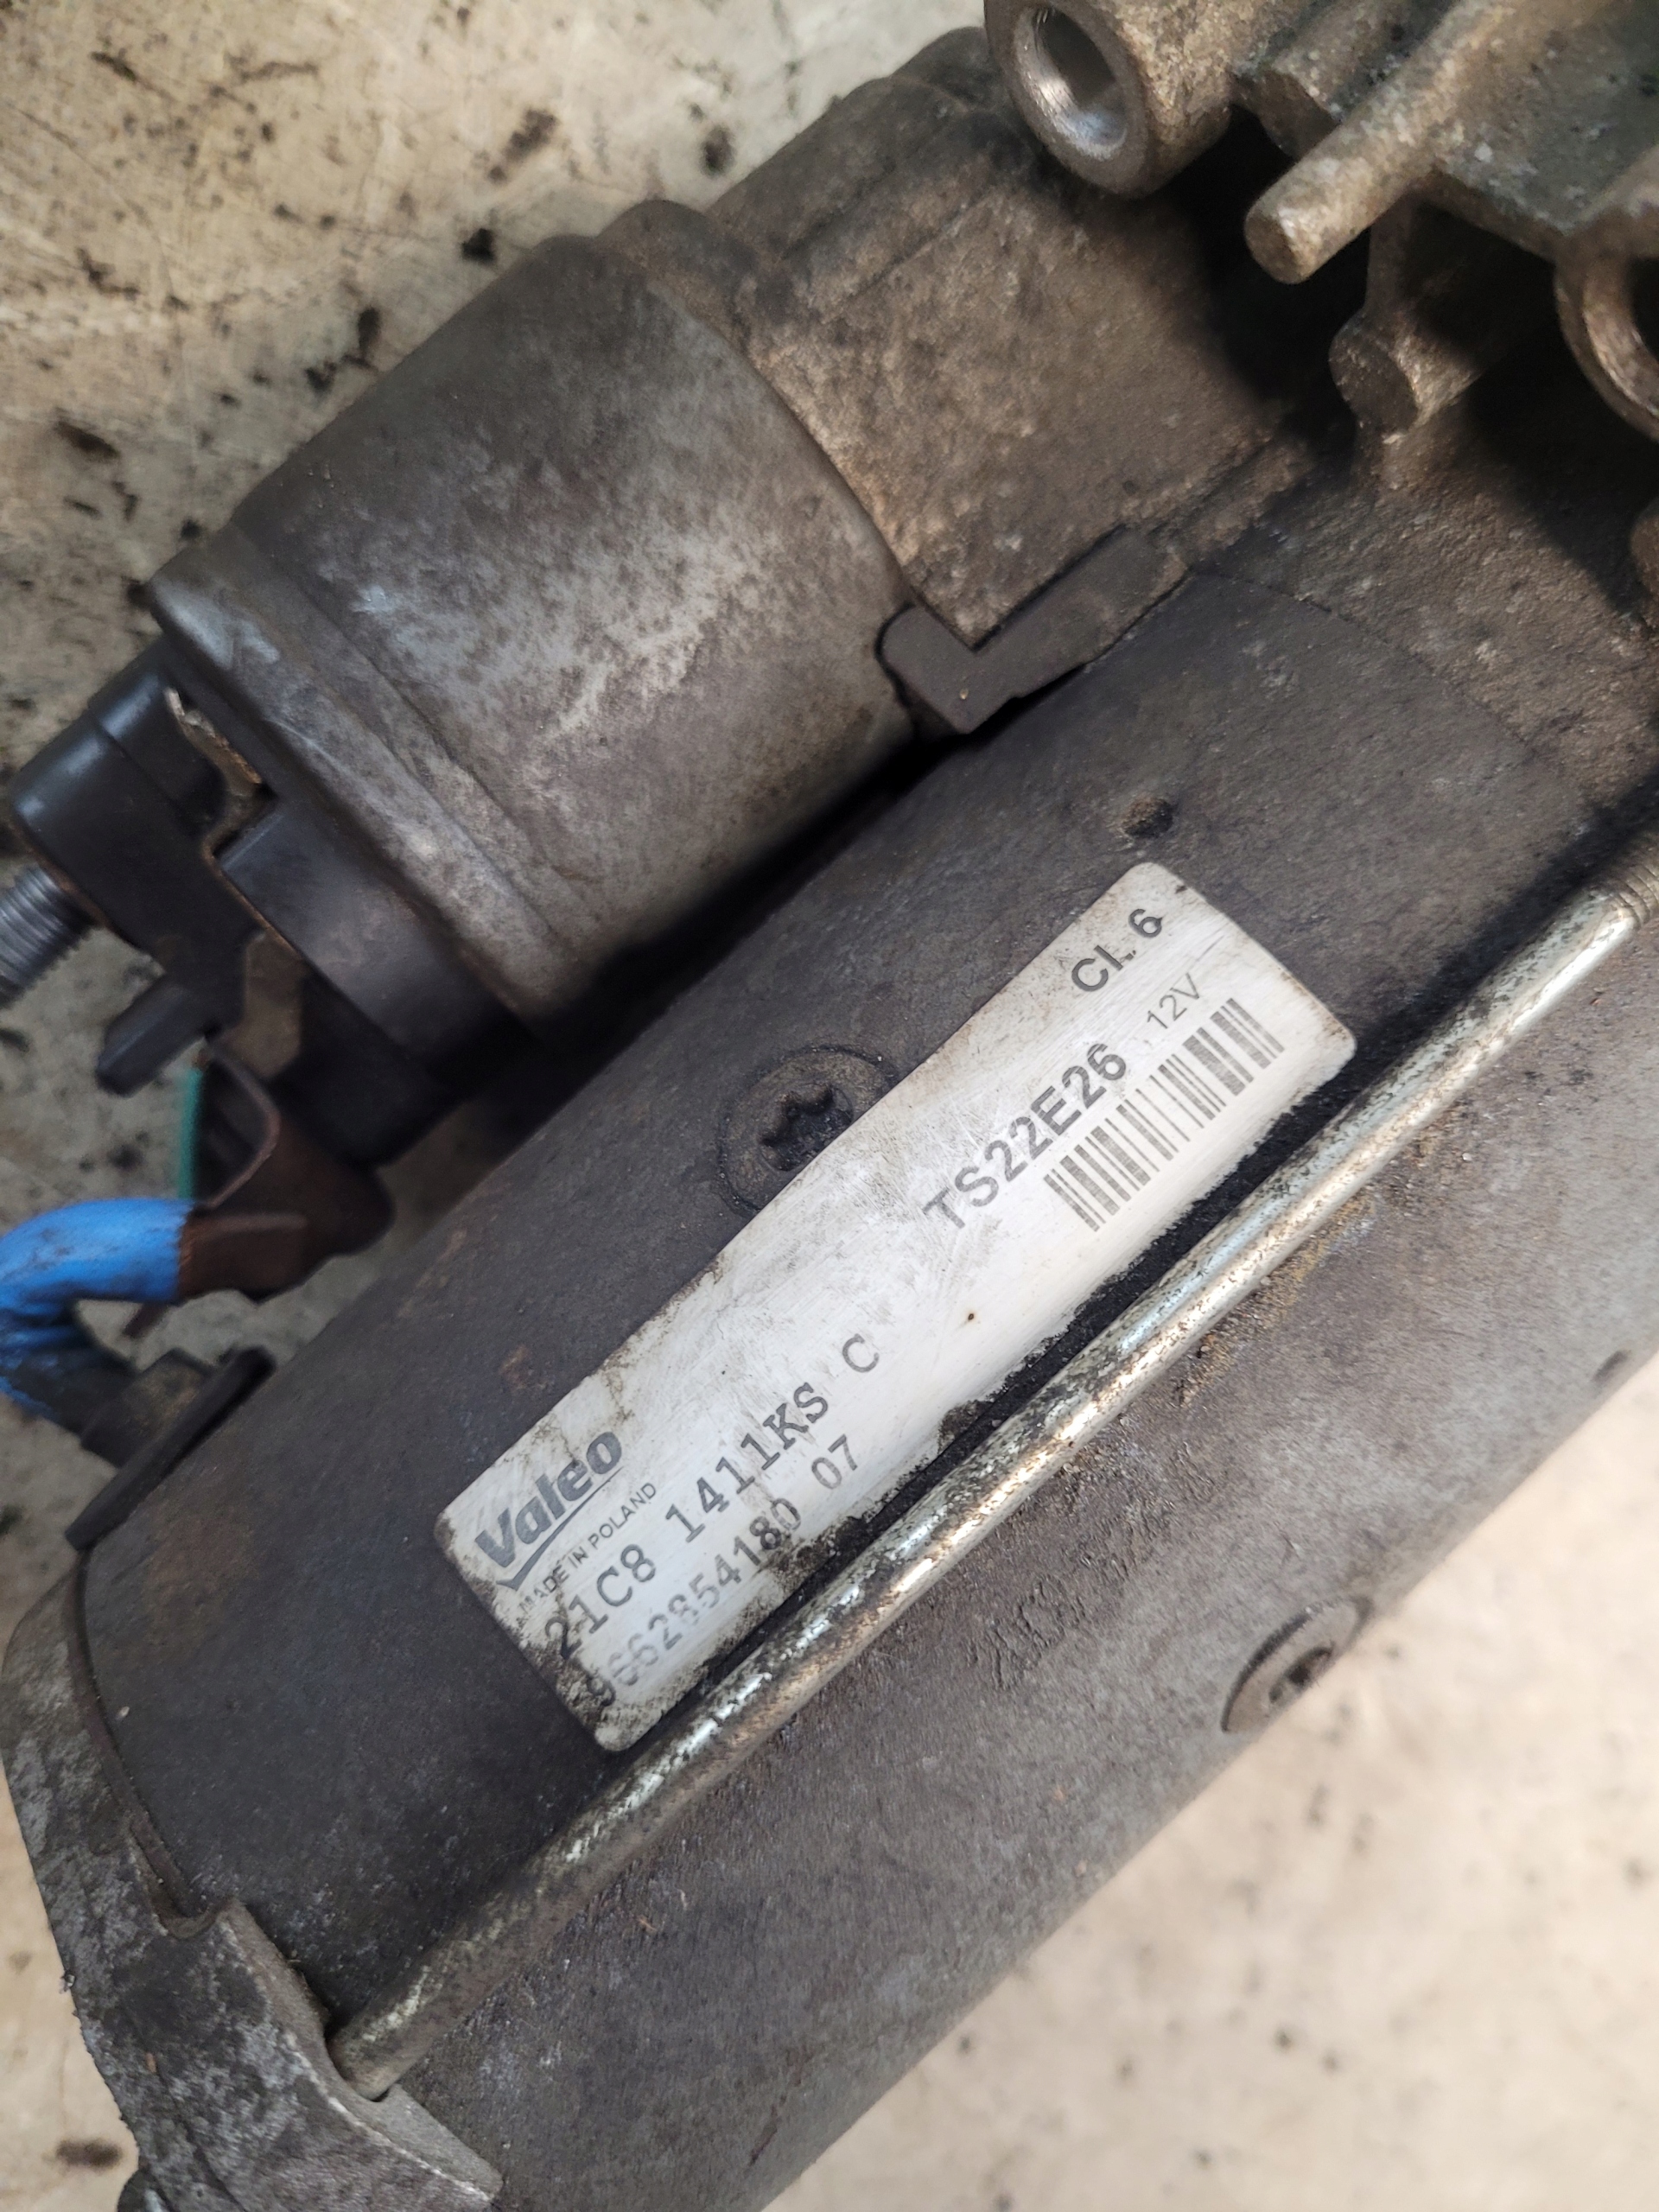 Valeo
MADE IN POLAND
21C8 1411KS C
9662854180 07
CL 6
TS22E26 12V